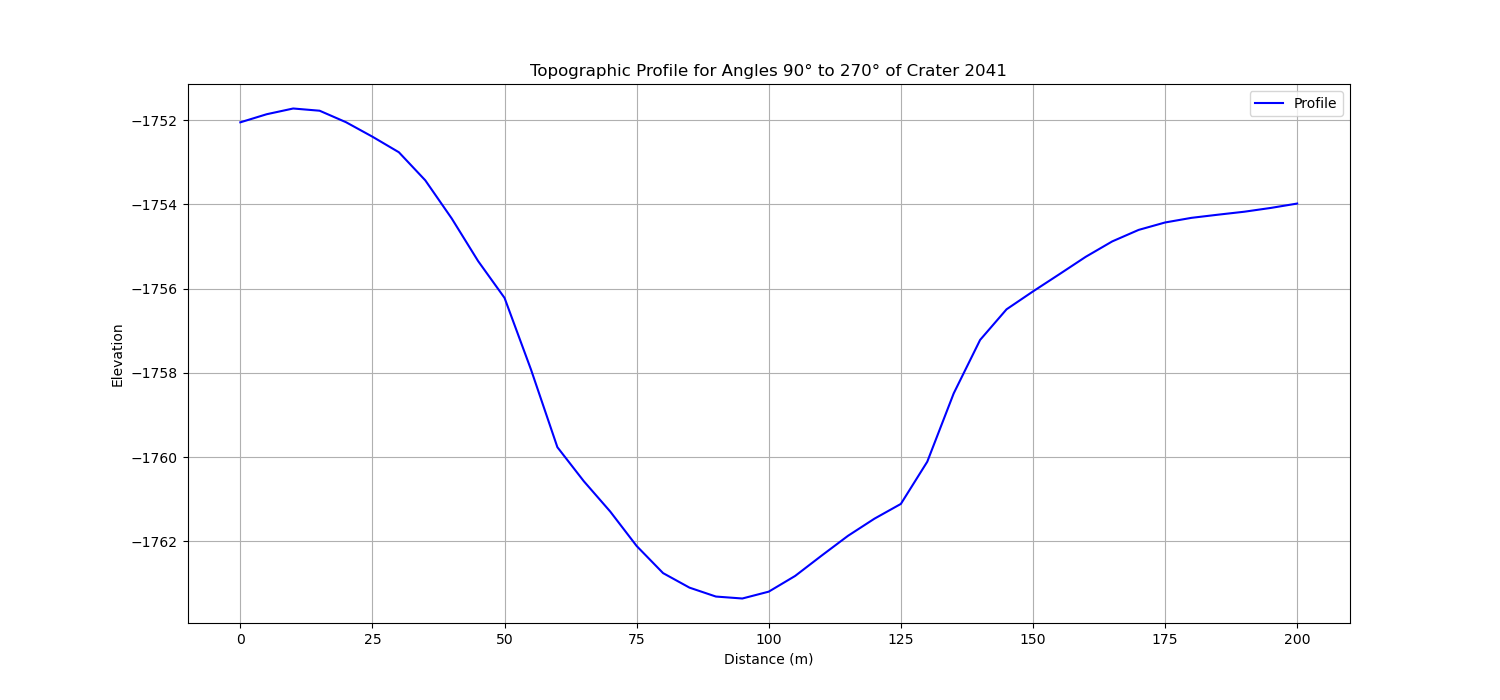 Topographic Profile for Angles 90° to 270° of Crater 2041
Profile
−1752
−1754
−1756
−1758
−1760
−1762
Elevation
0 25 50 75 100 125 150 175 200
Distance (m)